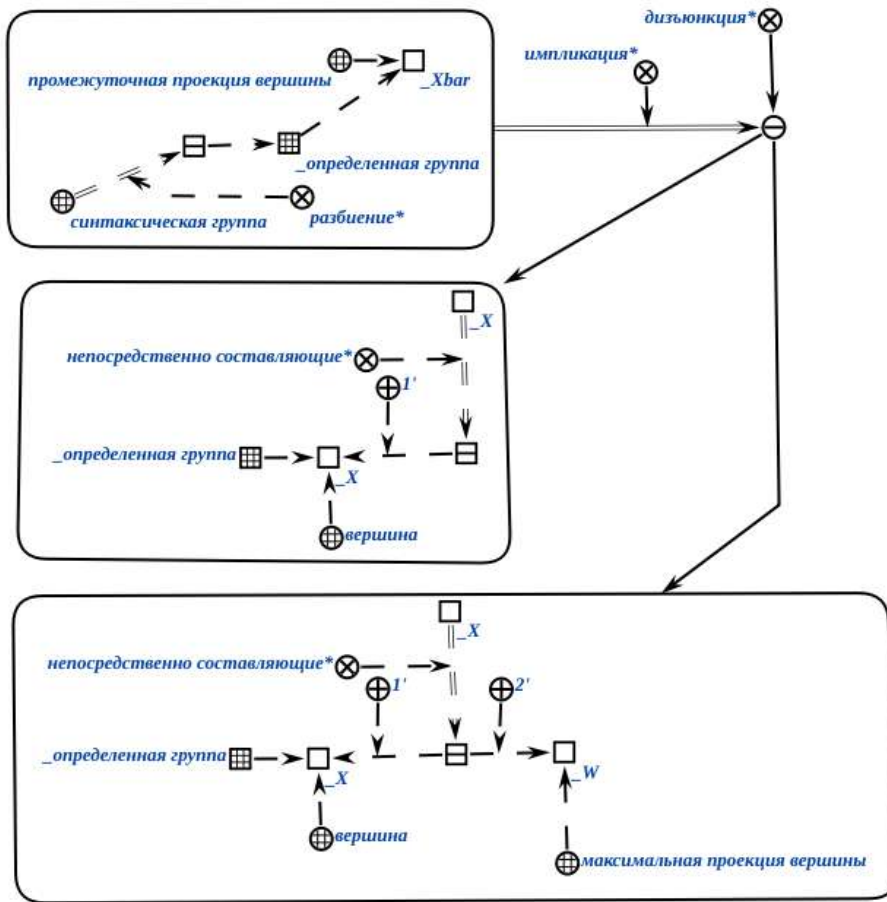 дизъюнкция*
импликация*
промежуточная проекция вершины
_Xbar
_определенная группа
синтаксическая группа
разбиение*
_X
непосредственно составляющие*
1'
_определенная группа
_X
вершина
_X
непосредственно составляющие*
1'
2'
_определенная группа
_X
_W
вершина
максимальная проекция вершины